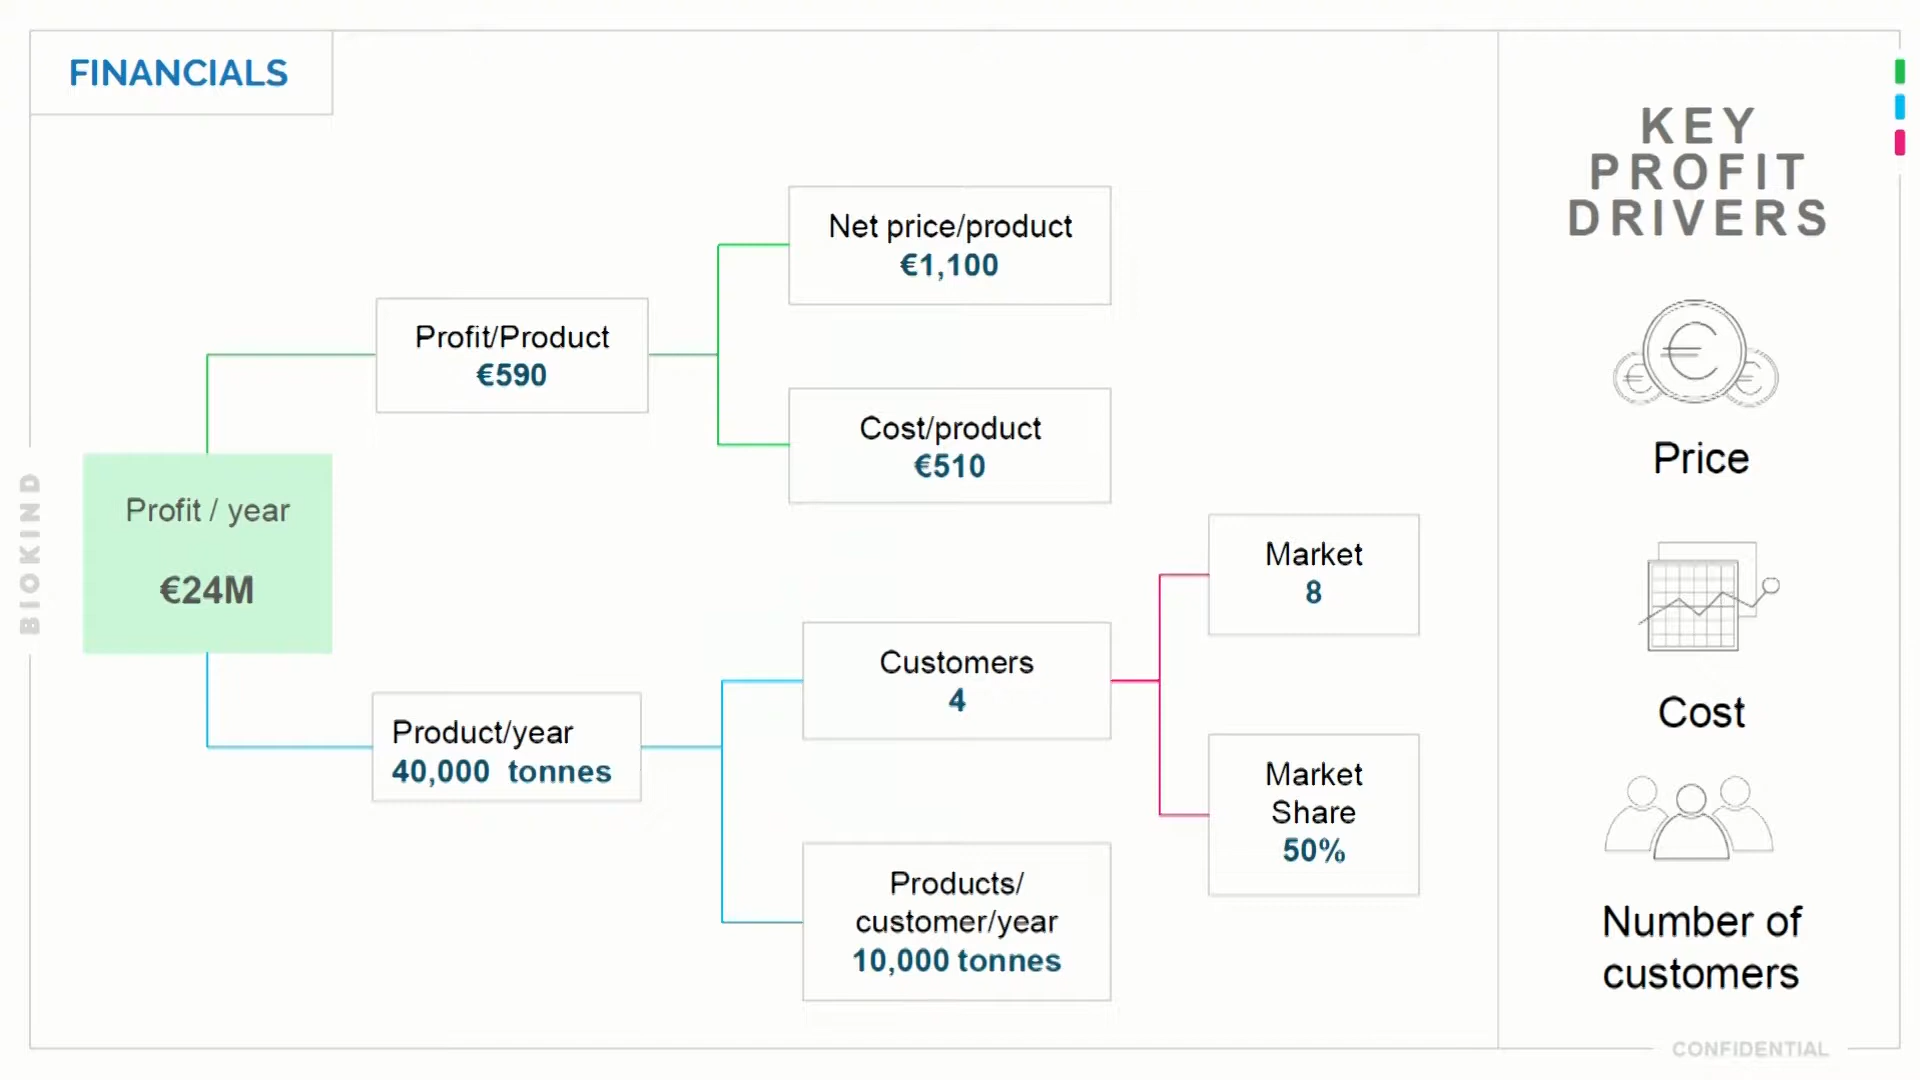 FINANCIALS
Net price/product
€1,100
Profit/Product
€590
Cost/product
€510
Profit / year
€24M
Market
8
Customers
4
Product/year
40,000 tonnes
Market
Share
50%
Products/
customer/year
10,000 tonnes
KEY
PROFIT
DRIVERS
Price
Cost
Number of
customers
BIOKIND
CONFIDENTIAL